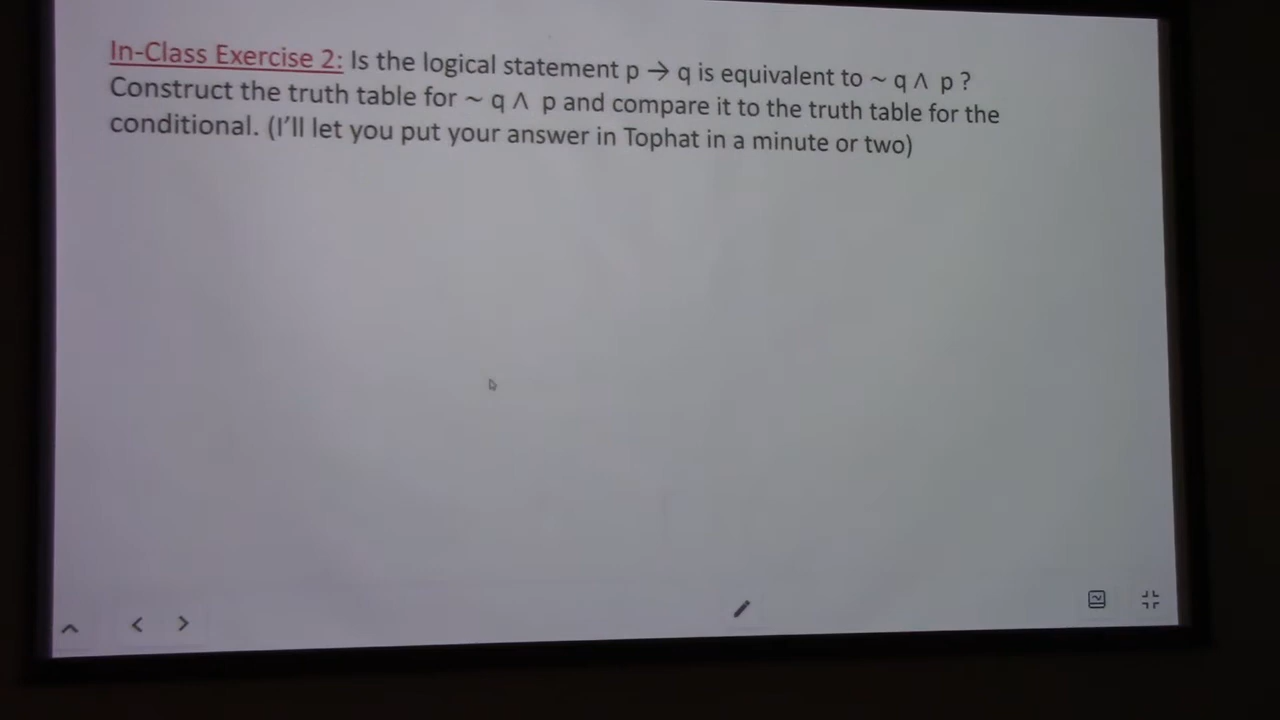 In-Class Exercise 2: Is the logical statement p → q is equivalent to ~ q ∧ p ?
Construct the truth table for ~ q ∧ p and compare it to the truth table for the
conditional. (I’ll let you put your answer in Tophat in a minute or two)